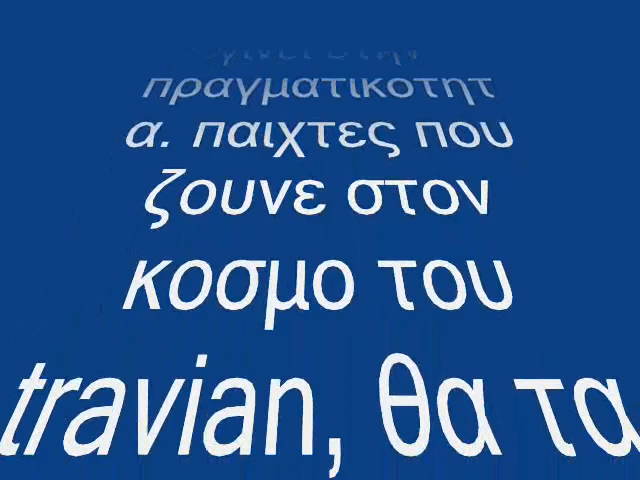 πραγματικοτητ
α. παιχτες που
ζουνε στον
κοσμο του
travian, θα τα